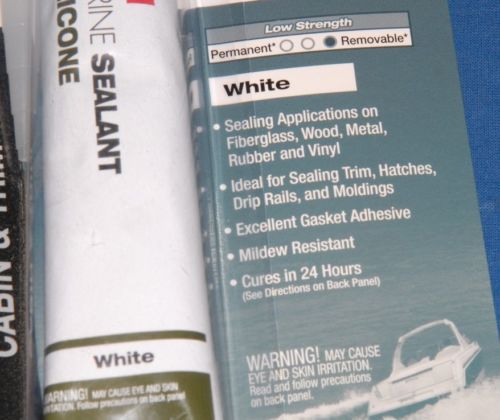 Low Strength
Permanent* Removable*
White
• Sealing Applications on
Fiberglass, Wood, Metal,
Rubber and Vinyl
• Ideal for Sealing Trim, Hatches,
Drip Rails, and Moldings
• Excellent Gasket Adhesive
• Mildew Resistant
• Cures in 24 Hours
(See Directions on Back Panel)
WARNING! MAY CAUSE
EYE AND SKIN IRRITATION.
Read and follow precautions
on back panel.
RINE SEALANT
ICONE
White
WARNING! MAY CAUSE EYE AND SKIN
IRRITATION. Follow precautions on back panel
CABIN &